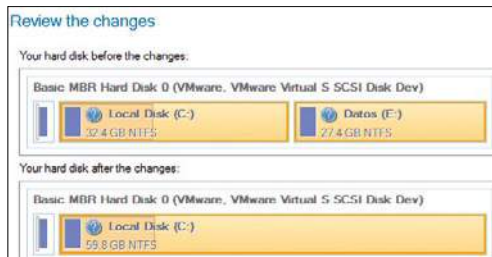 Review the changes
Your hard disk before the changes:
Basic MBR Hard Disk 0 (VMware, VMware Virtual S SCSI Disk Dev)
Local Disk (C:)
32.4 GB NTFS
Datos (E:)
27.4 GB NTFS
Your hard disk after the changes:
Basic MBR Hard Disk 0 (VMware, VMware Virtual S SCSI Disk Dev)
Local Disk (C:)
59.8 GB NTFS